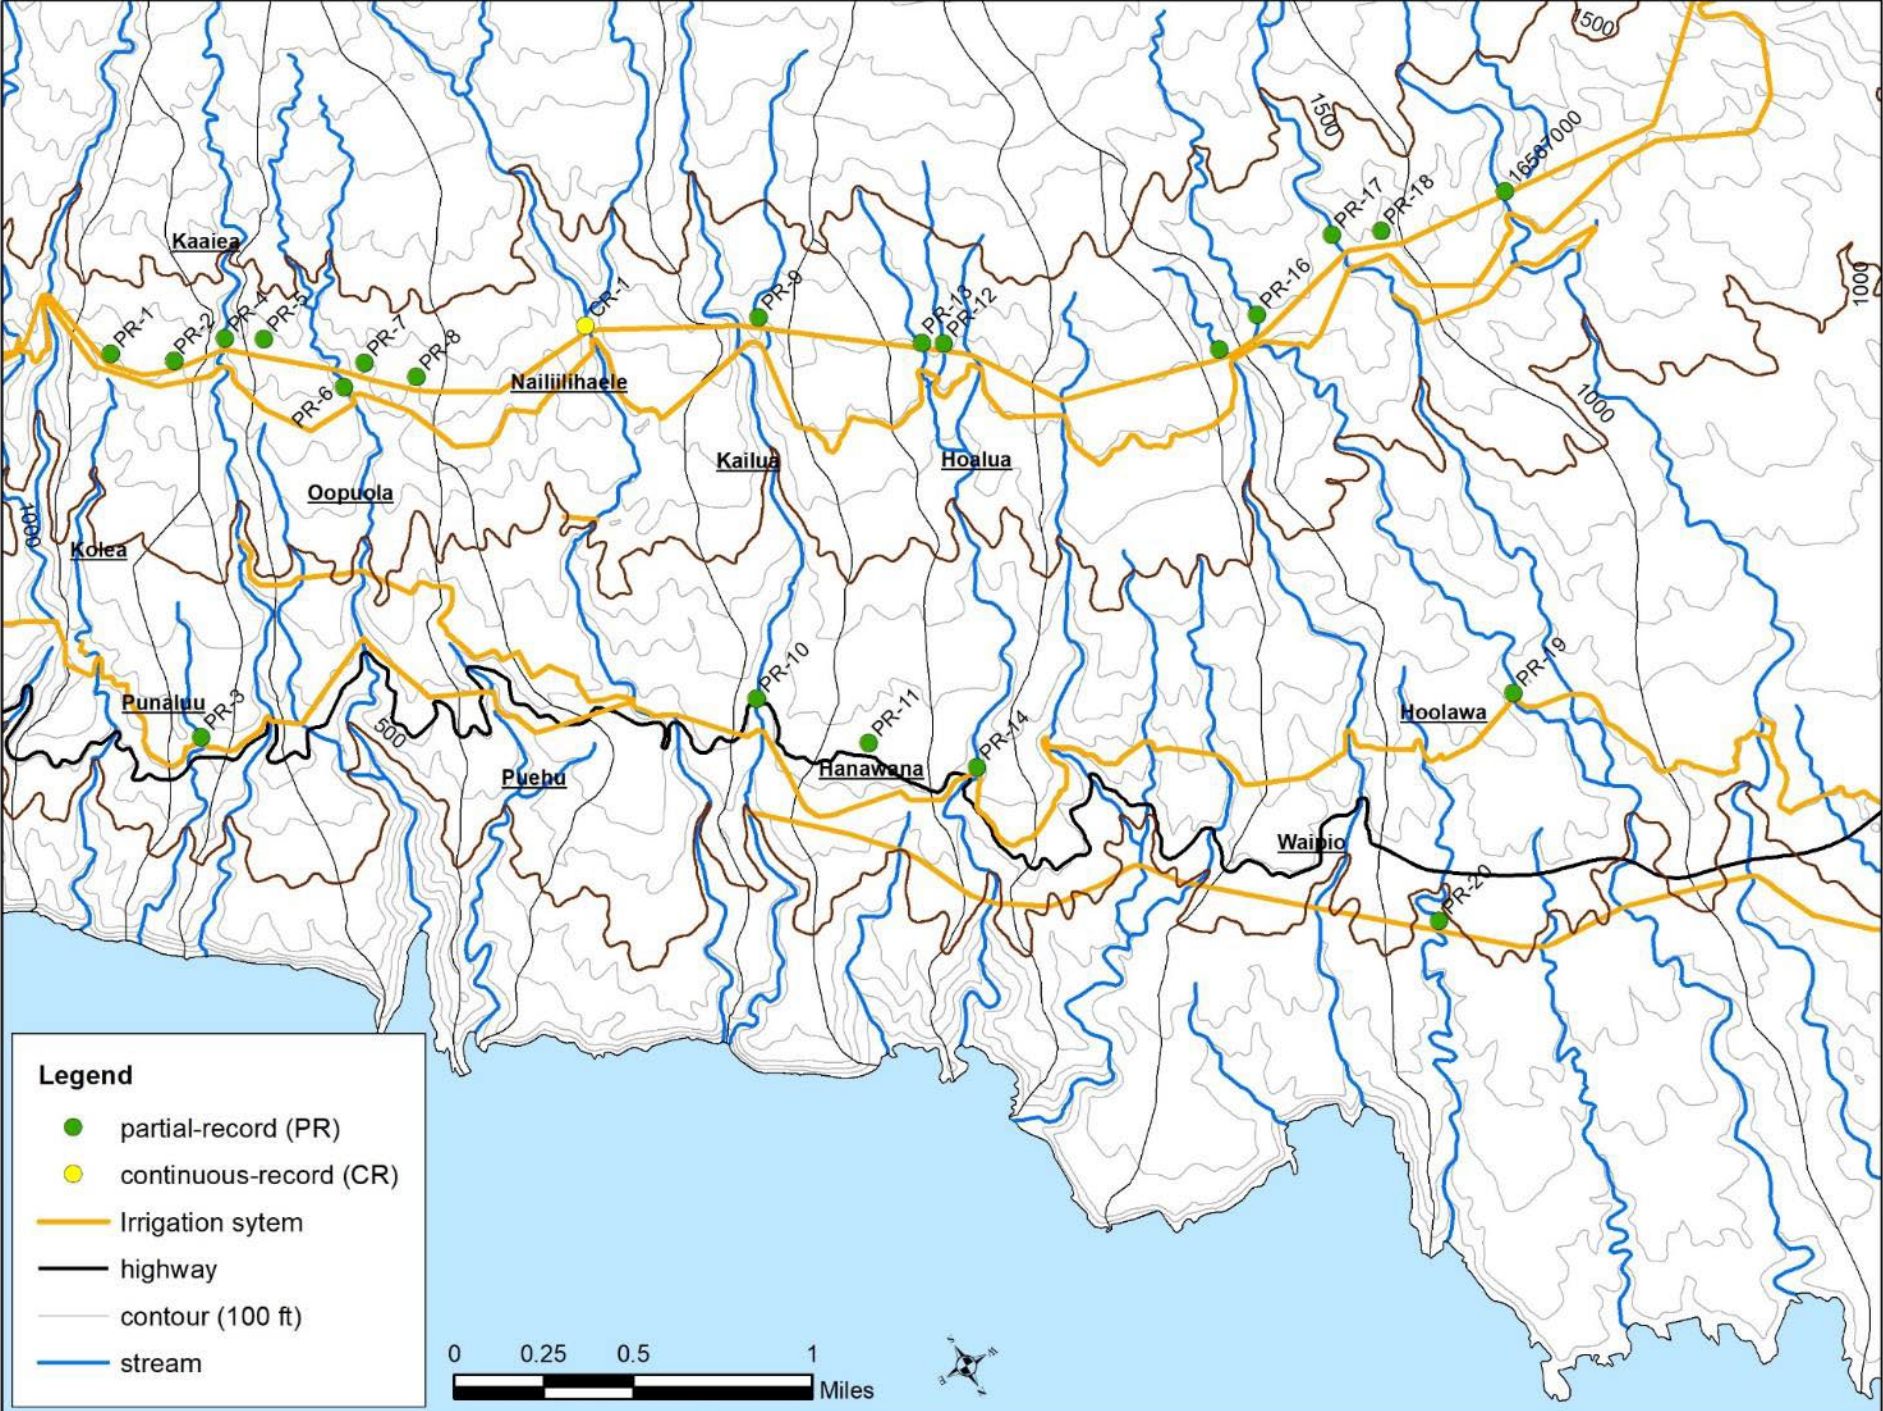 1500
1500
16587000
PR-17
PR-18
Kaaiea
PR-16
1000
CR-1
PR-9
PR-13
PR-12
PR-1
PR-2
PR-4
PR-5
PR-7
PR-8
PR-6
Nailiilihaele
1000
Kailua
Hoalua
Oopuola
1000
Kolea
PR-10
PR-19
Punaluu
PR-3
500
PR-11
PR-14
Hoolawa
Puehu
Hanawana
Waipio
PR-20
Legend
partial-record (PR)
continuous-record (CR)
Irrigation sytem
highway
contour (100 ft)
stream
0 0.25 0.5 1
Miles
S
W
E
N